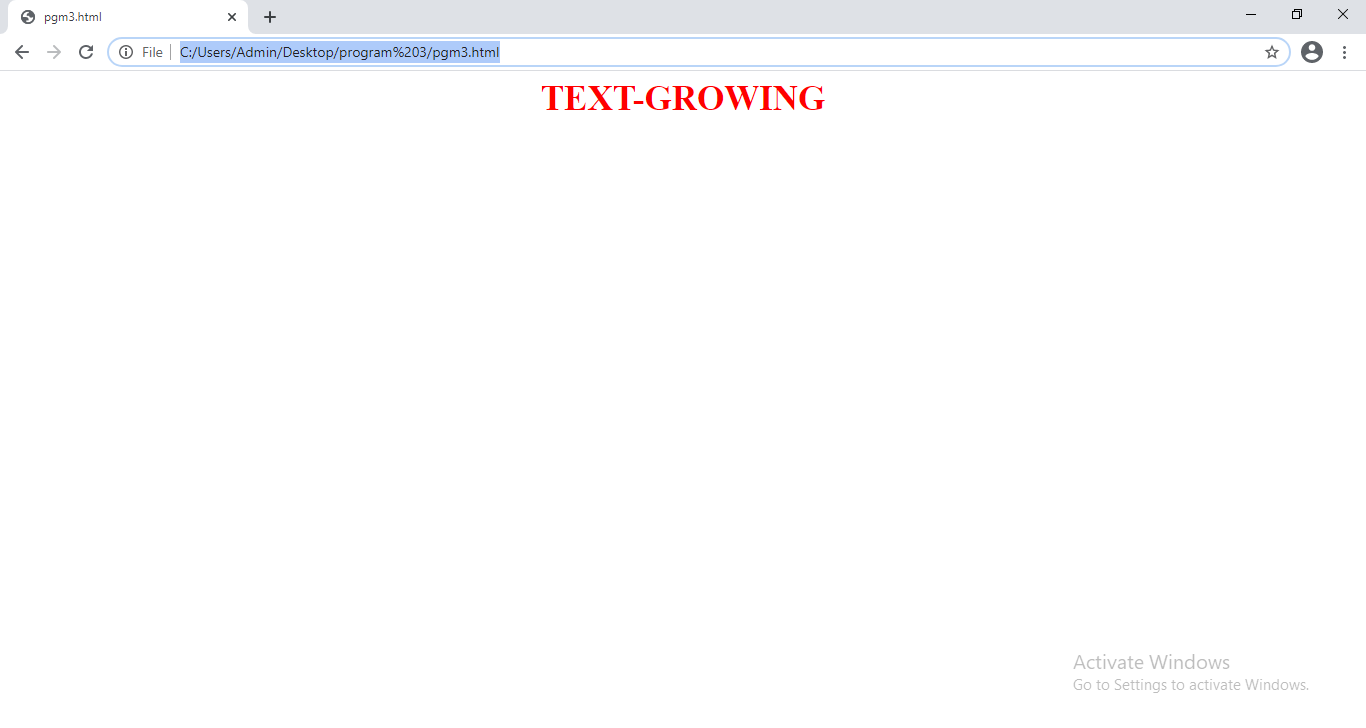 pgm3.html
File
C:/Users/Admin/Desktop/program%203/pgm3.html
TEXT-GROWING
Activate Windows
Go to Settings to activate Windows.